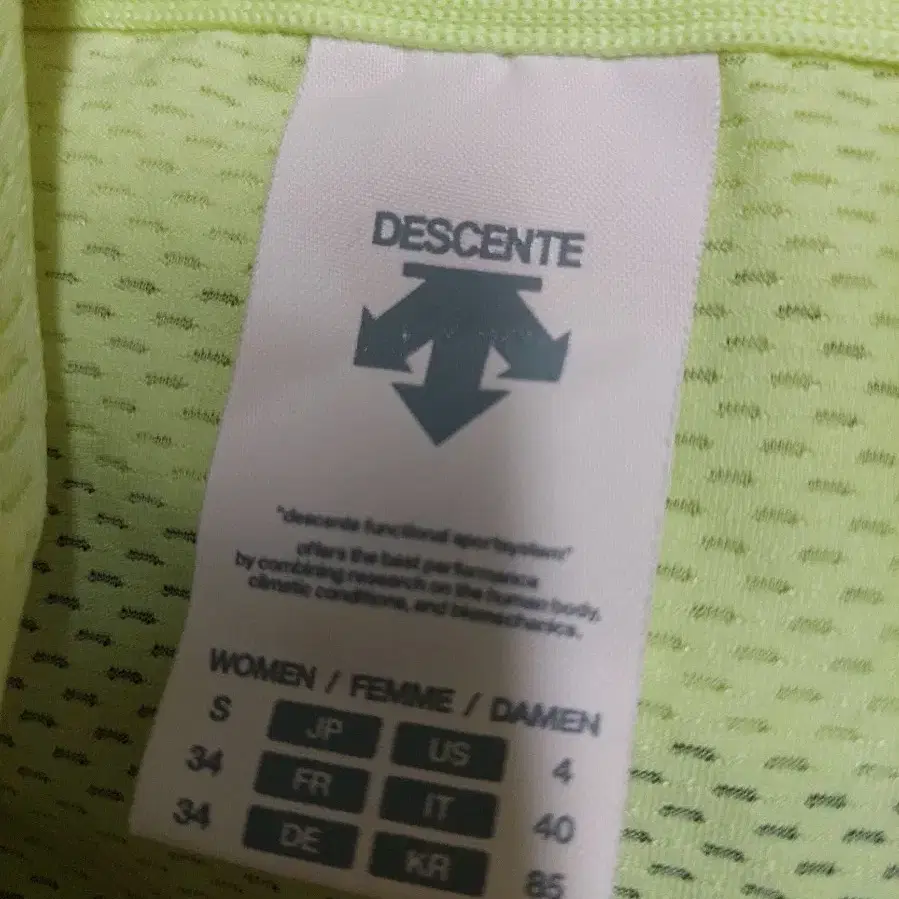 DESCENTE
"descente functional sportsystem"
offers the best performance
by combining research on the human body,
climatic conditions, and biomechanics.
WOMEN / FEMME / DAMEN
S JP US 4
34 FR IT 40
34 DE KR 85